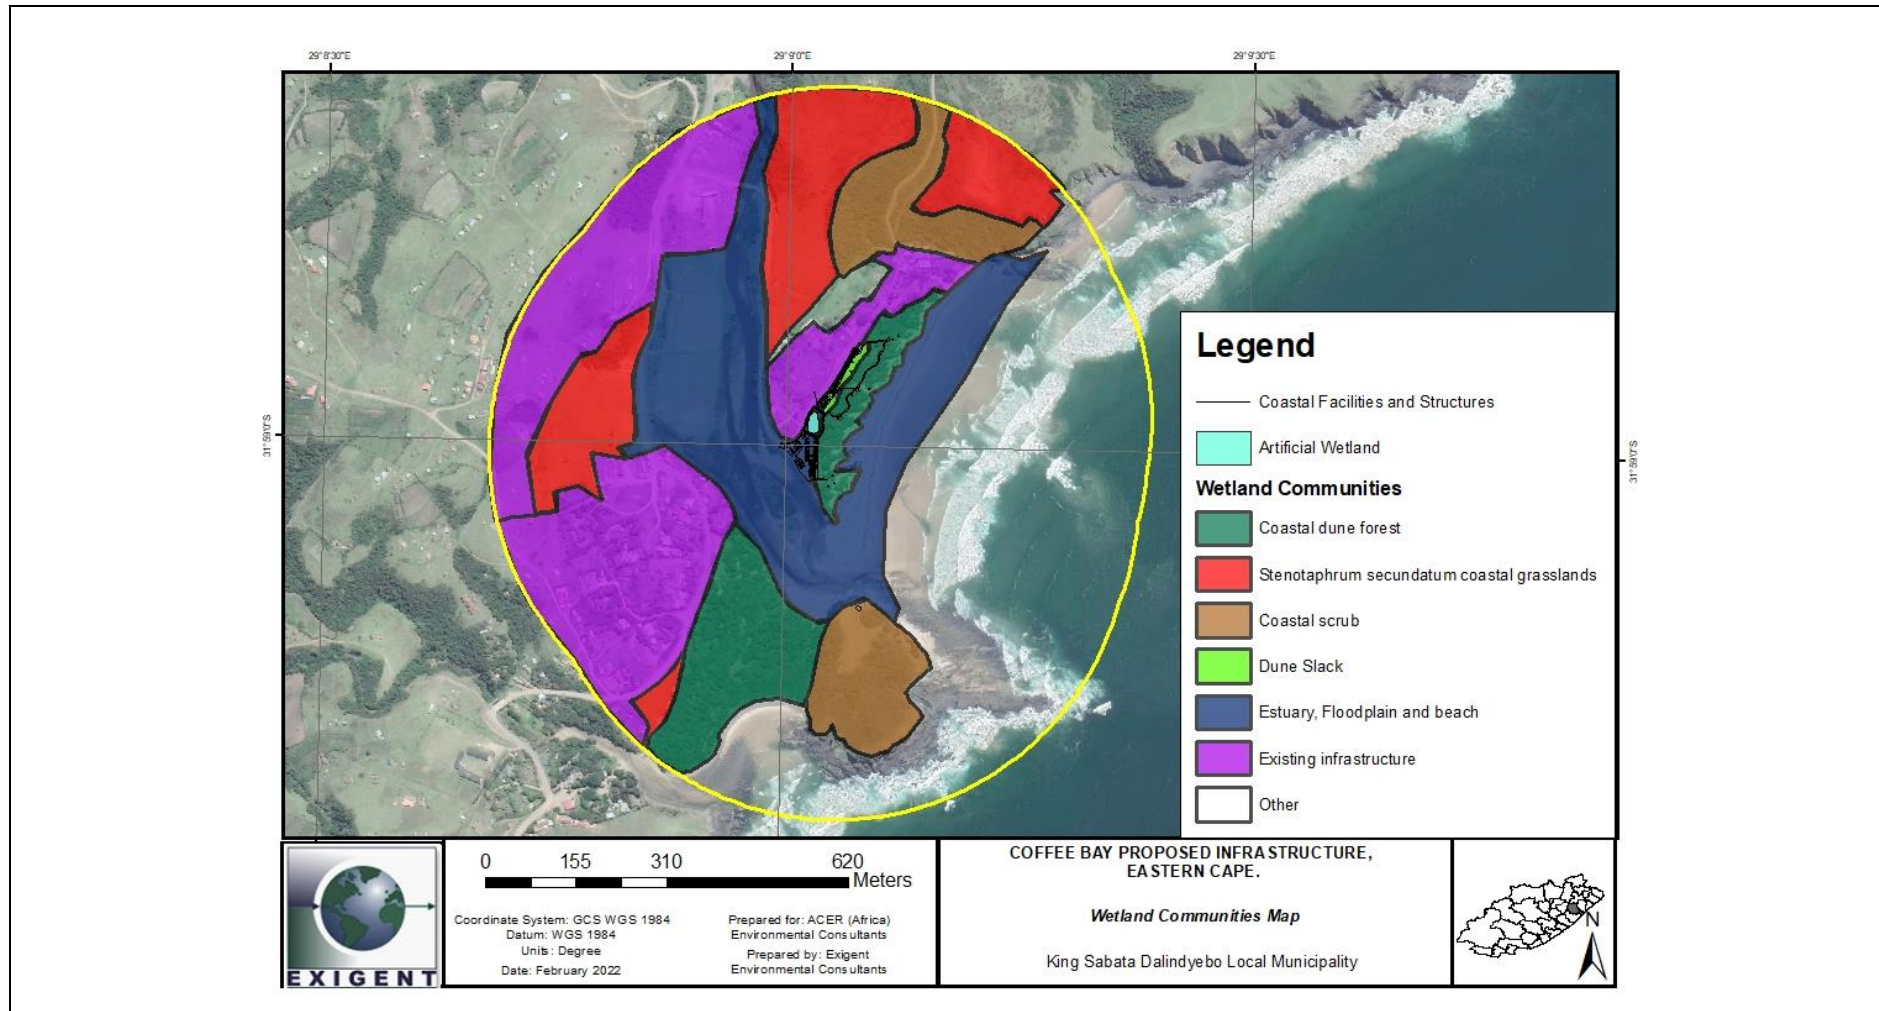 29°8'30"E
29°9'0"E
29°9'30"E
31°59'0"S
31°59'0"S
Legend
Coastal Facilities and Structures
Artificial Wetland
Wetland Communities
Coastal dune forest
Stenotaphrum secundatum coastal grasslands
Coastal scrub
Dune Slack
Estuary, Floodplain and beach
Existing infrastructure
Other
EXIGENT
0 155 310 620
Meters
Coordinate System: GCS WGS 1984
Datum: WGS 1984
Units: Degree
Date: February 2022
Prepared for: ACER (Africa)
Environmental Consultants
Prepared by: Exigent
Environmental Consultants
COFFEE BAY PROPOSED INFRASTRUCTURE,
EASTERN CAPE.
Wetland Communities Map
King Sabata Dalindyebo Local Municipality
N